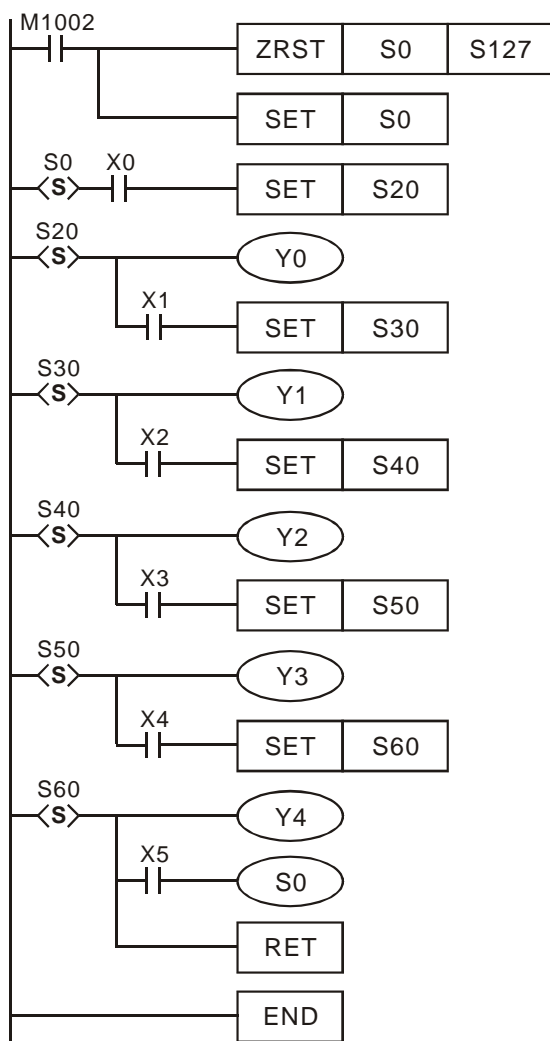 M1002
ZRST S0 S127
SET S0
S0 X0
S SET S20
S20
S Y0
X1
SET S30
S30
S Y1
X2
SET S40
S40
S Y2
X3
SET S50
S50
S Y3
X4
SET S60
S60
S Y4
X5
S0
RET
END